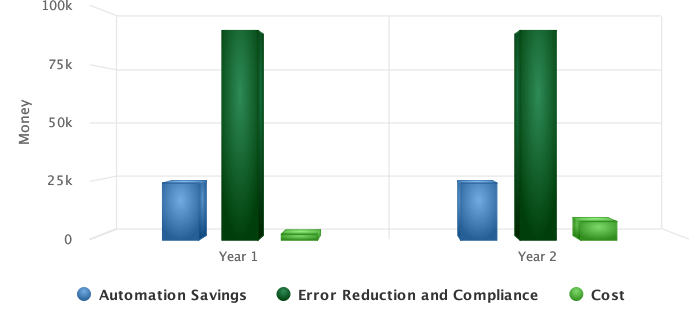 100k
75k
50k
25k
0
Money
Year 1
Year 2
Automation Savings
Error Reduction and Compliance
Cost